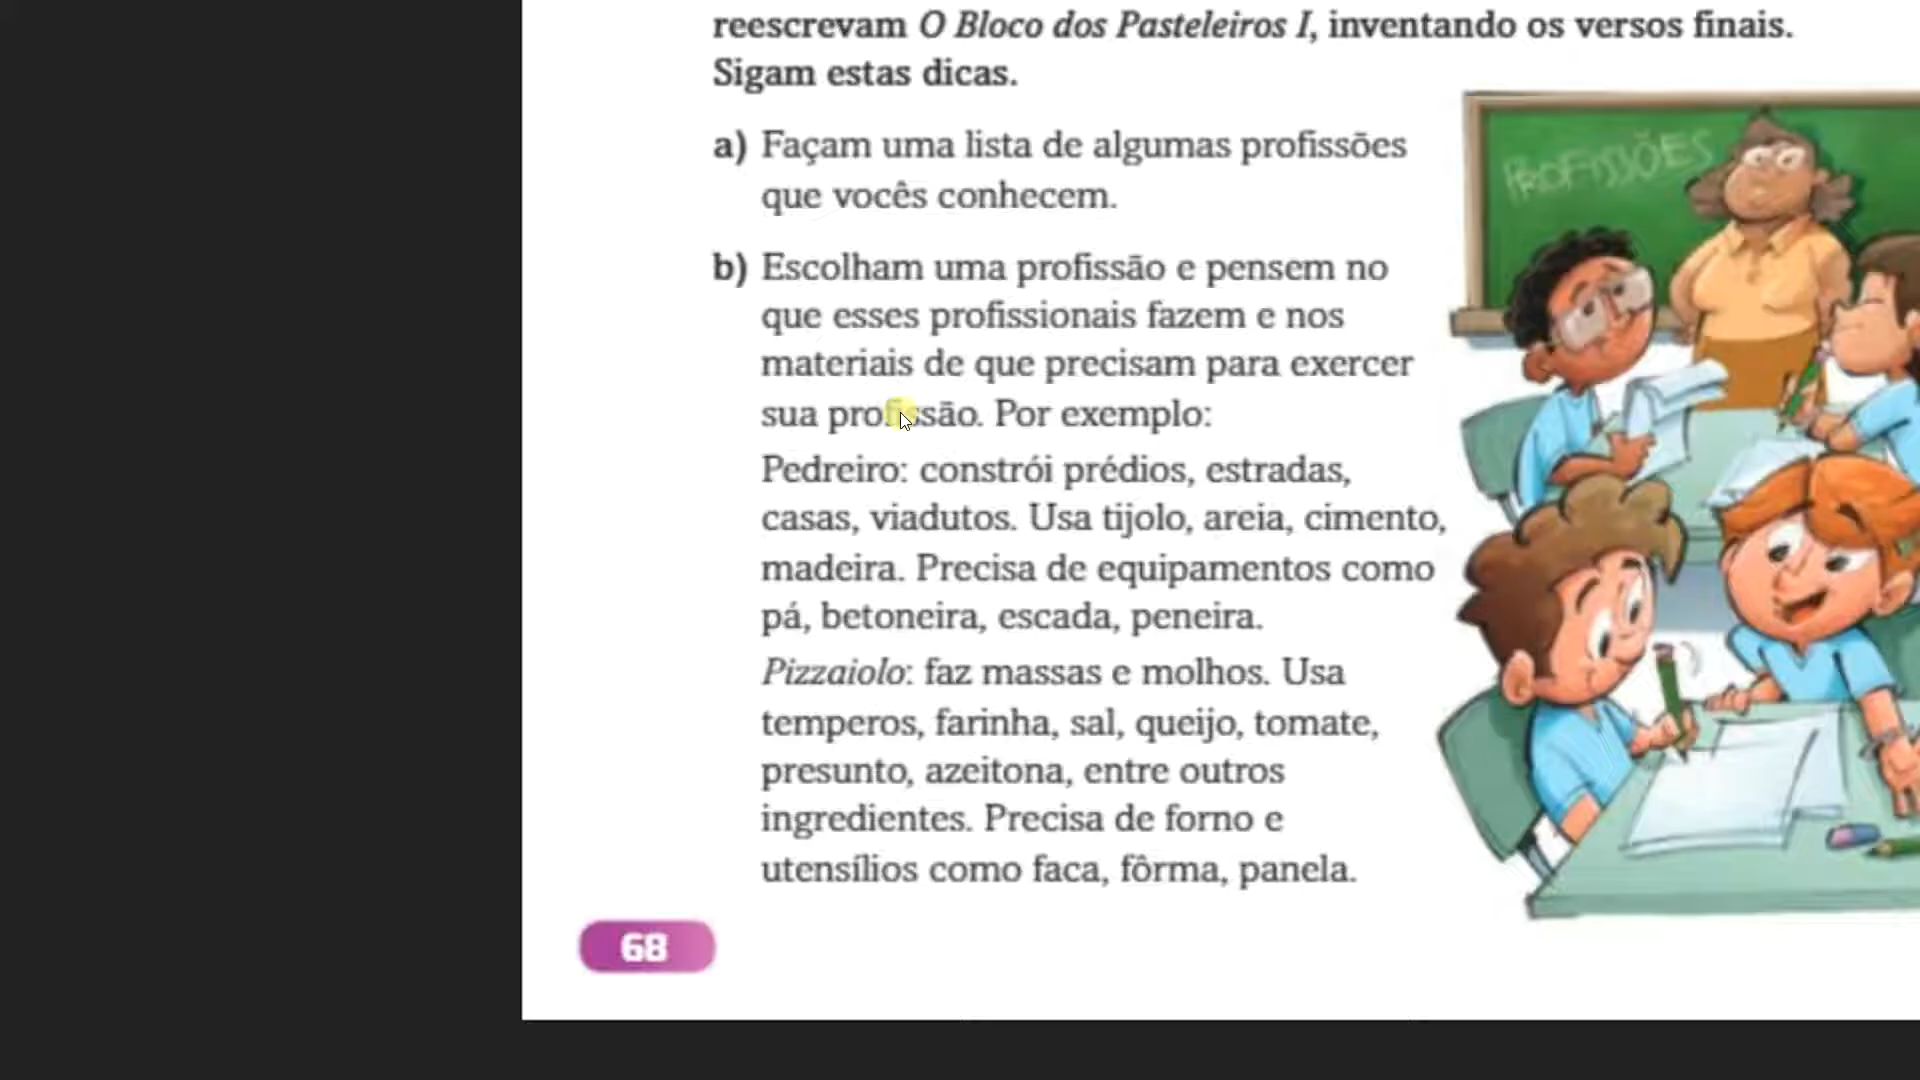 reescrevam O Bloco dos Pasteleiros I, inventando os versos finais.
Sigam estas dicas.
a) Façam uma lista de algumas profissões
que vocês conhecem.
PROFISSÕES
b) Escolham uma profissão e pensem no
que esses profissionais fazem e nos
materiais de que precisam para exercer
sua profissão. Por exemplo:
Pedreiro: constrói prédios, estradas,
casas, viadutos. Usa tijolo, areia, cimento,
madeira. Precisa de equipamentos como
pá, betoneira, escada, peneira.
Pizzaiolo: faz massas e molhos. Usa
temperos, farinha, sal, queijo, tomate,
presunto, azeitona, entre outros
ingredientes. Precisa de forno e
utensílios como faca, fôrma, panela.
68